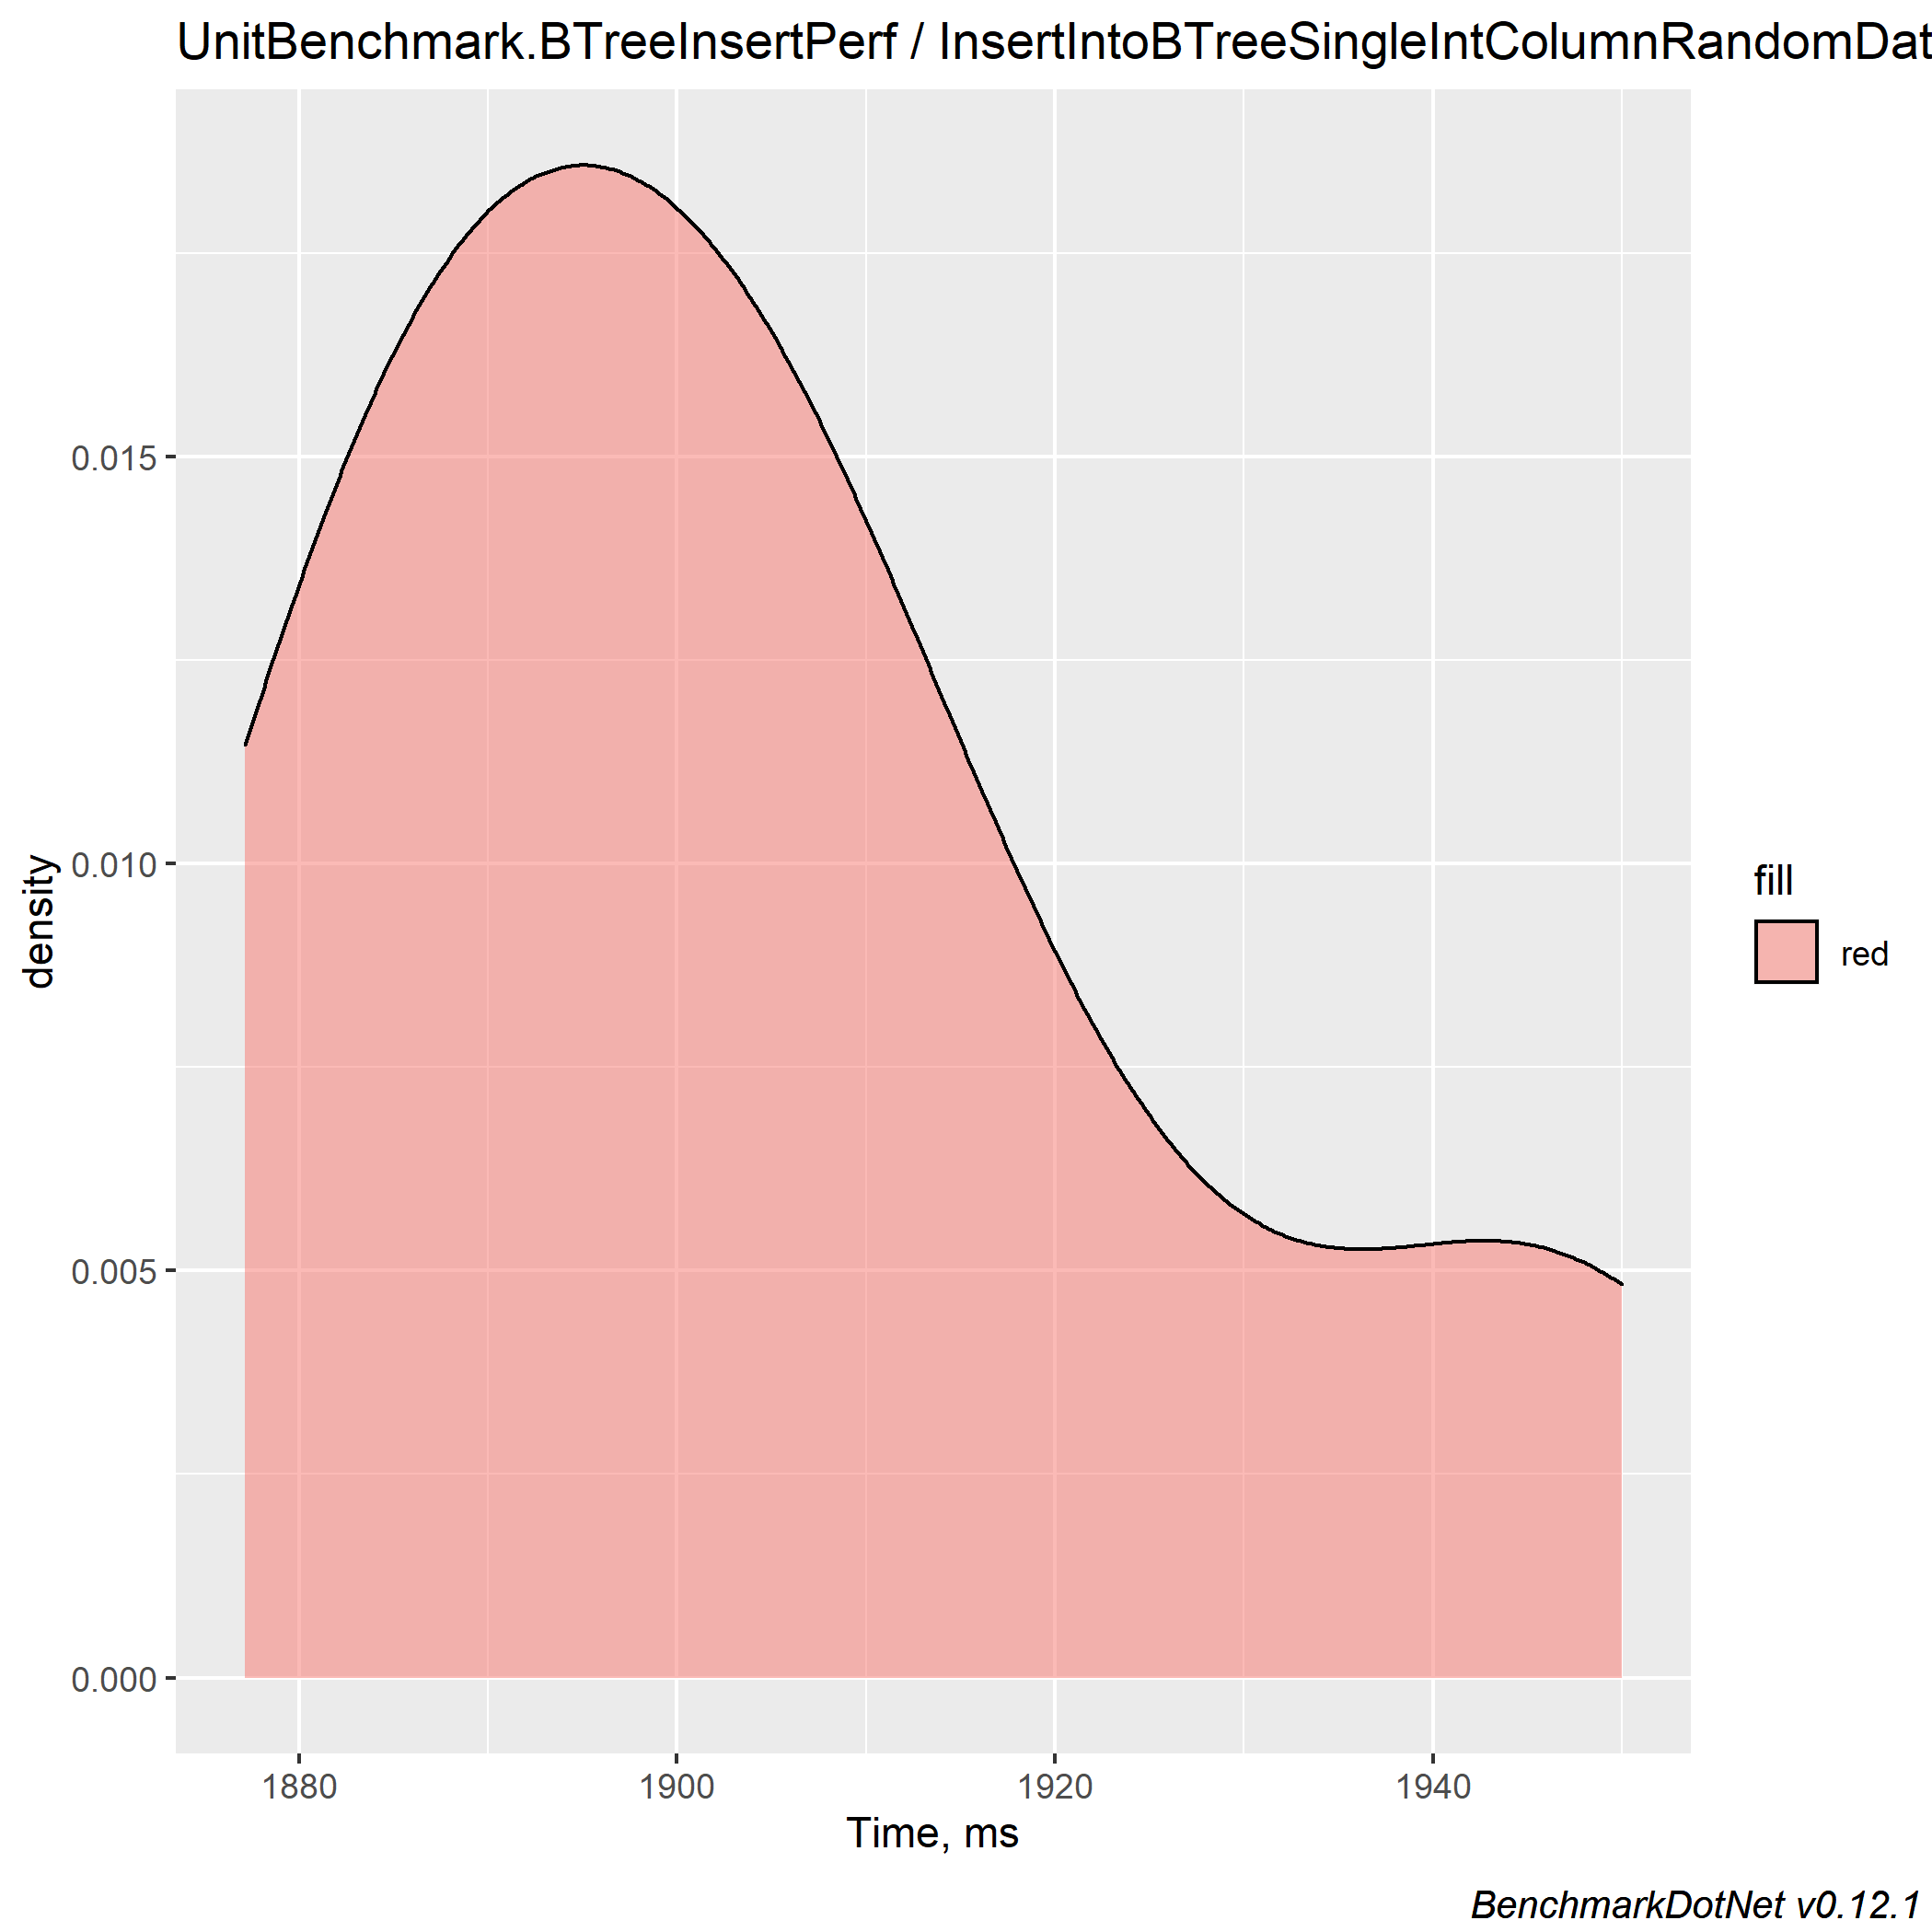 UnitBenchmark.BTreeInsertPerf / InsertIntoBTreeSingleIntColumnRandomDat
0.015
0.010
0.005
0.000
density
fill
red
1880 1900 1920 1940
Time, ms
BenchmarkDotNet v0.12.1